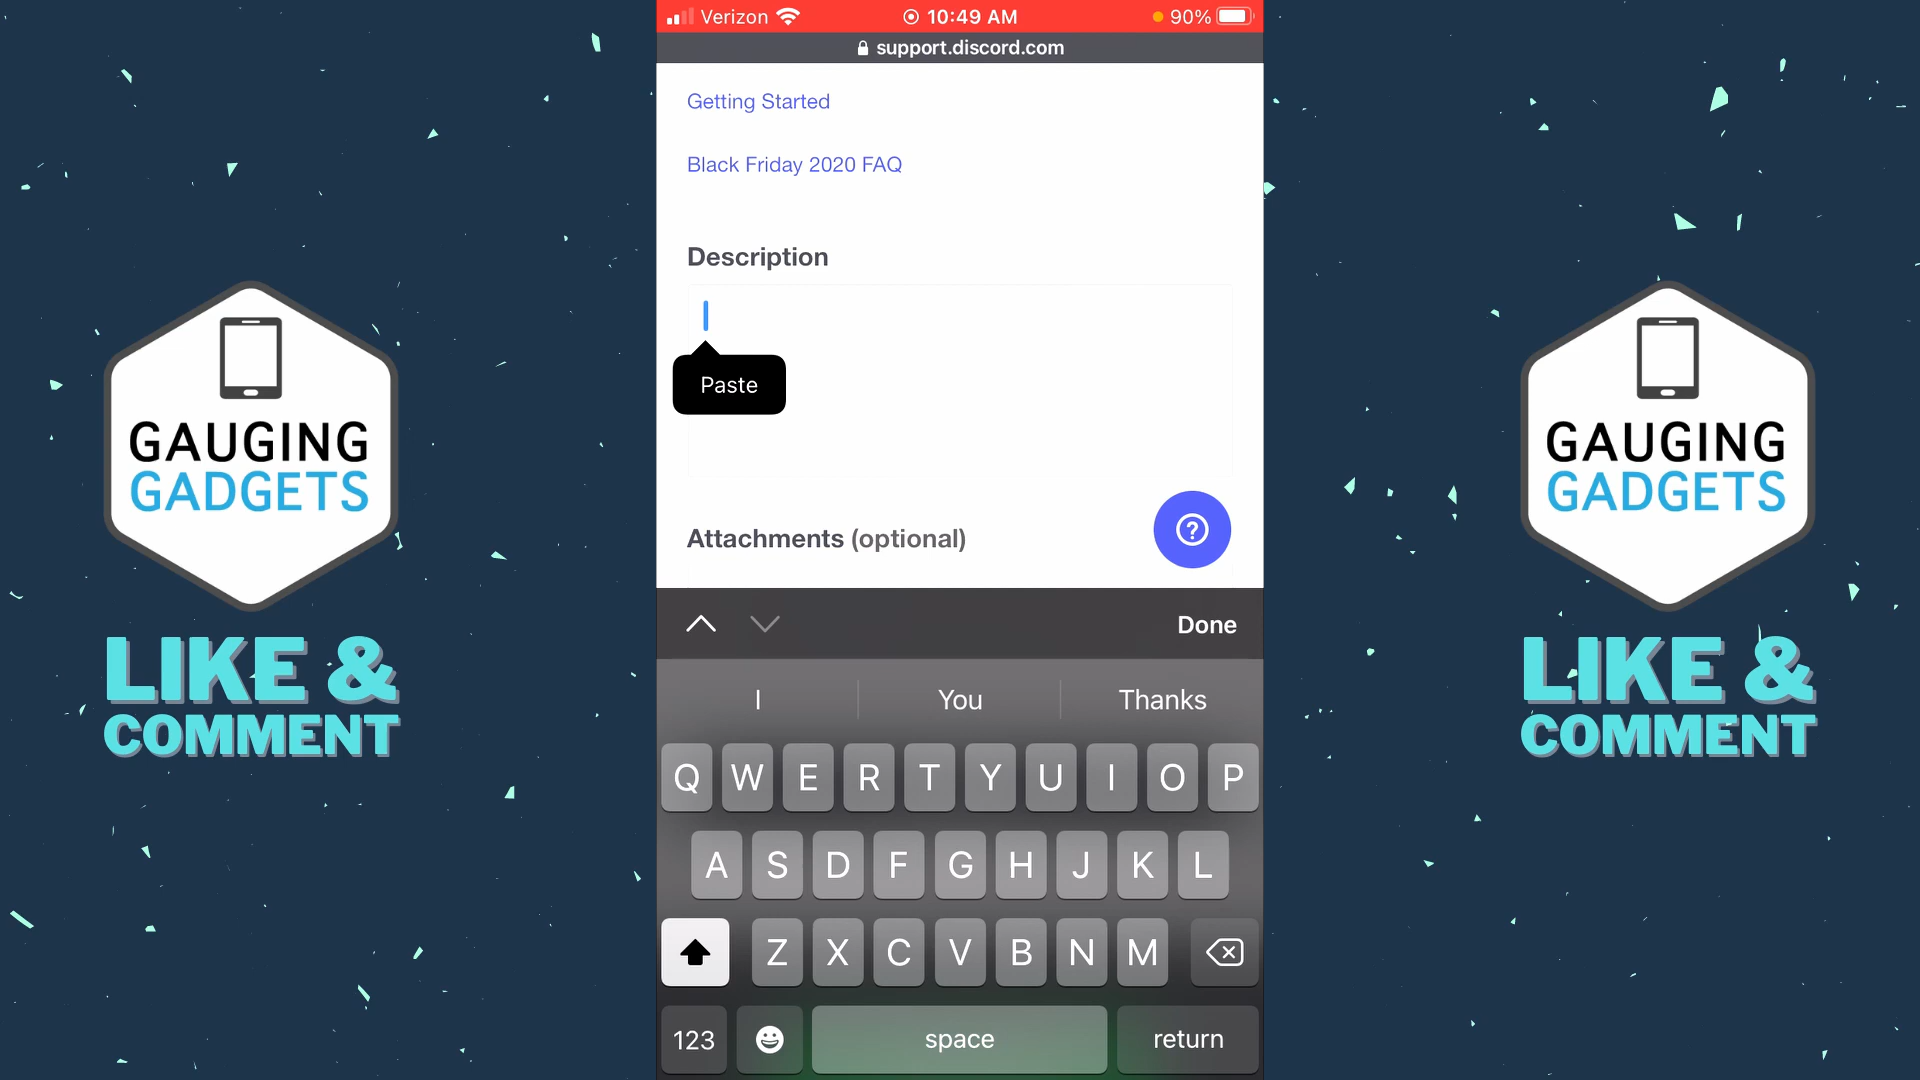 Verizon 10:49 AM 90%
support.discord.com
Getting Started
Black Friday 2020 FAQ
Description
Paste
Attachments (optional)
Done
I You Thanks
Q W E R T Y U I O P
A S D F G H J K L
Z X C V B N M
123 space return
GAUGING
GADGETS
LIKE &
COMMENT
GAUGING
GADGETS
LIKE &
COMMENT